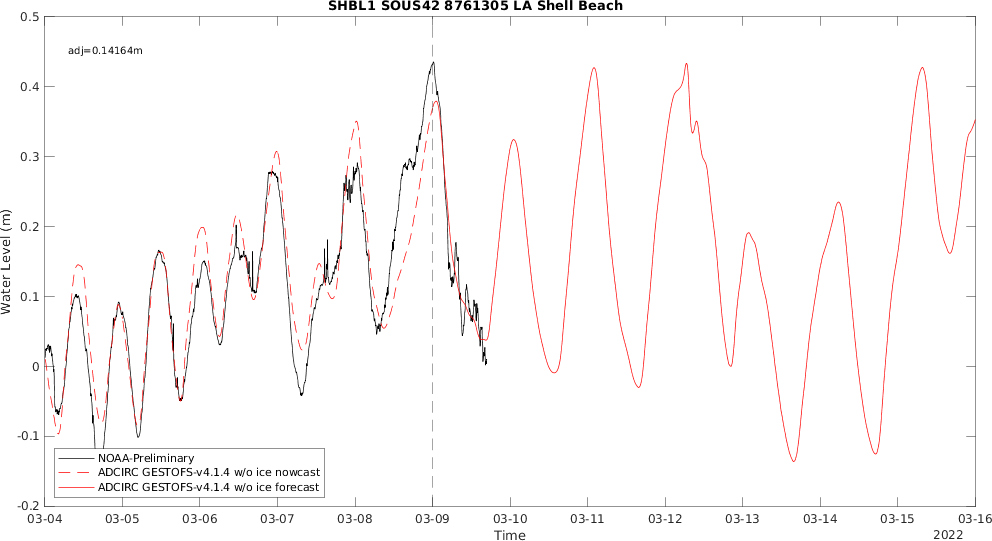 SHBL1 SOUS42 8761305 LA Shell Beach
adj=0.14164m
0.5
0.4
0.3
0.2
0.1
0
-0.1
-0.2
Water Level (m)
NOAA-Preliminary
ADCIRC GESTOFS-v4.1.4 w/o ice nowcast
ADCIRC GESTOFS-v4.1.4 w/o ice forecast
03-04 03-05 03-06 03-07 03-08 03-09 03-10 03-11 03-12 03-13 03-14 03-15 03-16
Time
2022